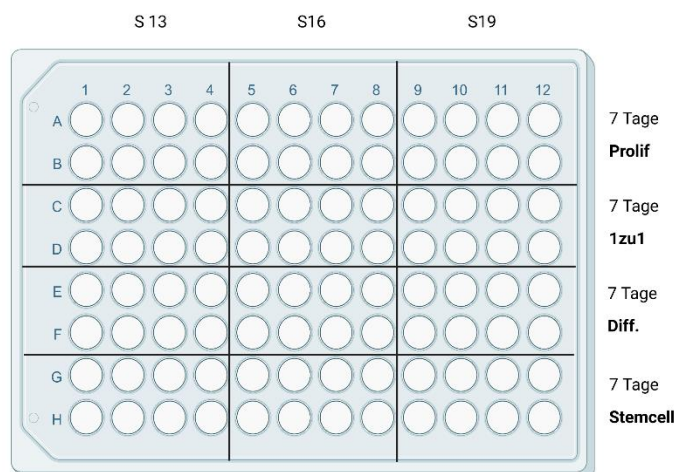 S 13 S16 S19
1 2 3 4 5 6 7 8 9 10 11 12
A
7 Tage
B
Prolif
C
7 Tage
D
1zu1
E
7 Tage
F
Diff.
G
7 Tage
H
Stemcell